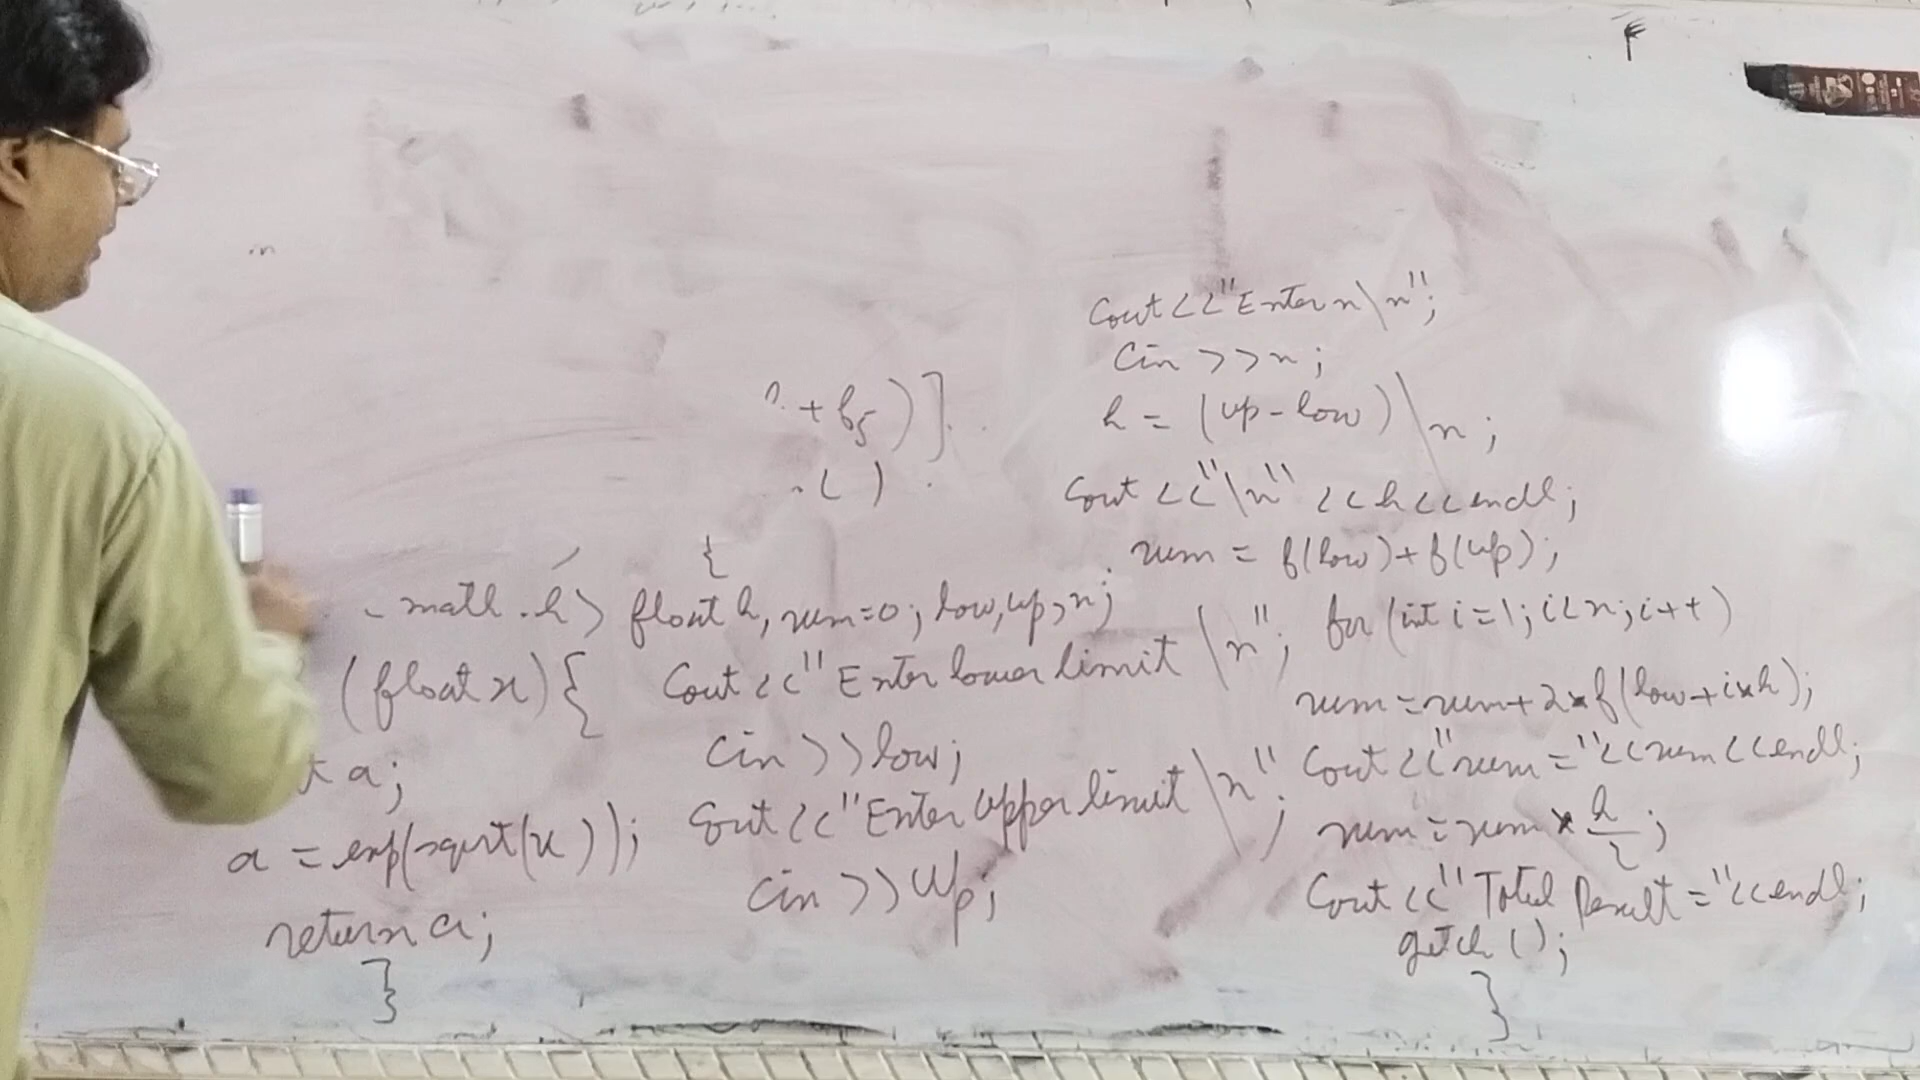 + f5)]
( )
math.h>
(float x) {
a;
a = exp(sqrt(x));
return a;
}
{
float h, sum=0; low, up, n;
Cout <<"Enter lower limit \n";
Cin >>low;
Cout <<"Enter Upper limit \n";
Cin >>Up;
Cout <<"Enter n\n";
Cin >>n;
h = (up-low)\n;
Cout <<"\n" <<h<<endl;
sum = f(low)+f(up);
for (int i=1; i<n; i++)
sum = sum+2*f(low+i*h);
Cout <<"sum ="<<sum<<endl;
sum = sum * h/2;
Cout <<"Total Result ="<<endl;
getch ();
}